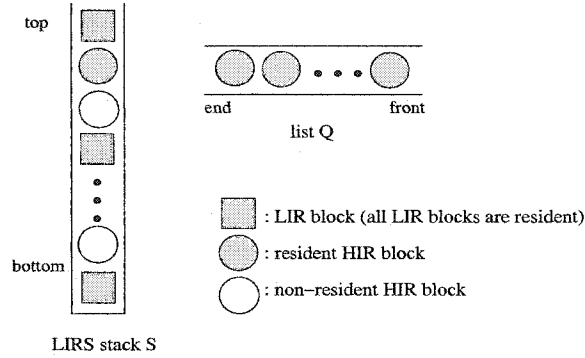 top
end
front
list Q
: LIR block (all LIR blocks are resident)
: resident HIR block
: non-resident HIR block
bottom
LIRS stack S